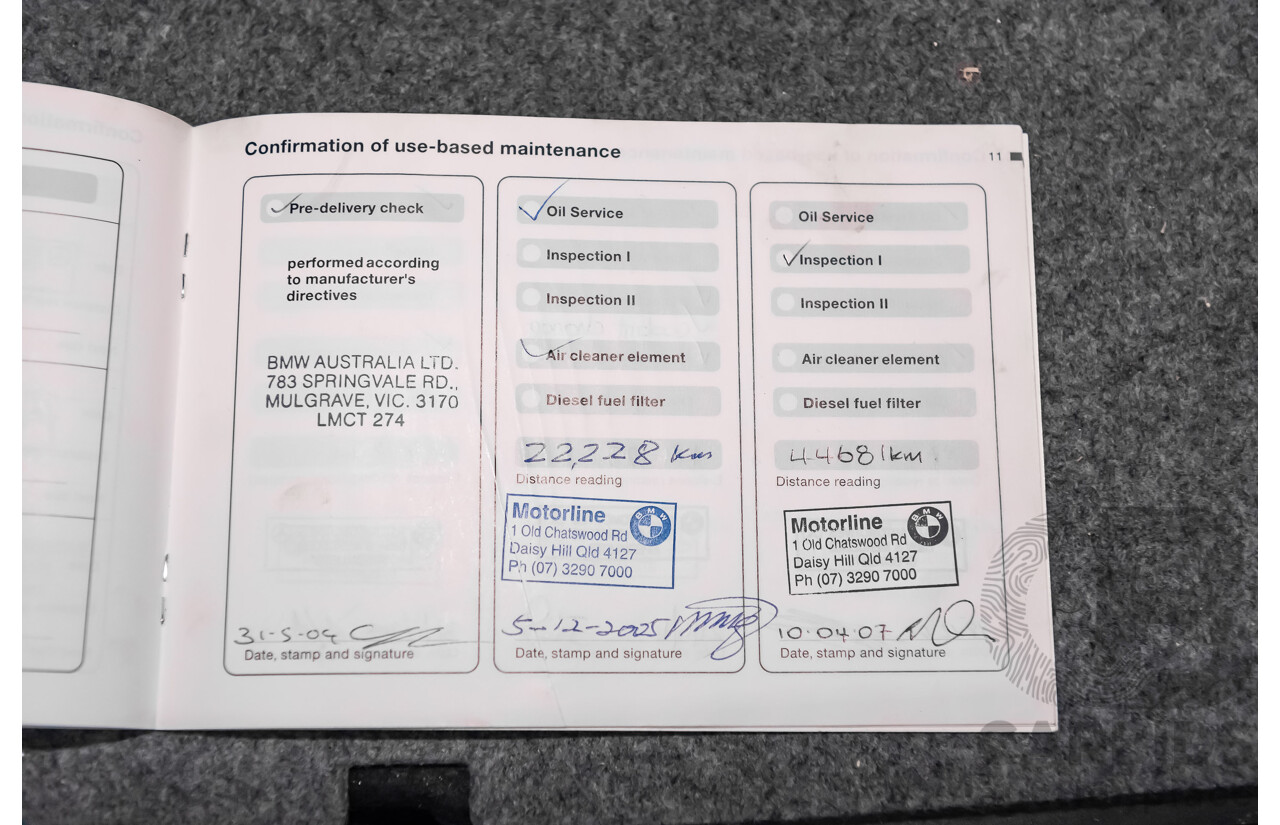 Confirmation of use-based maintenance
11
Pre-delivery check
performed according
to manufacturer's
directives
BMW AUSTRALIA LTD.
783 SPRINGVALE RD.,
MULGRAVE, VIC. 3170
LMCT 274
31-5-04
Date, stamp and signature
Oil Service
Inspection I
Inspection II
Air cleaner element
Diesel fuel filter
22,228 km
Distance reading
Motorline
BMW
1 Old Chatswood Rd
Daisy Hill Qld 4127
Ph (07) 3290 7000
5-12-2005
Date, stamp and signature
Oil Service
Inspection I
Inspection II
Air cleaner element
Diesel fuel filter
44681km
Distance reading
Motorline
BMW
1 Old Chatswood Rd
Daisy Hill Qld 4127
Ph (07) 3290 7000
10.04.07
Date, stamp and signature